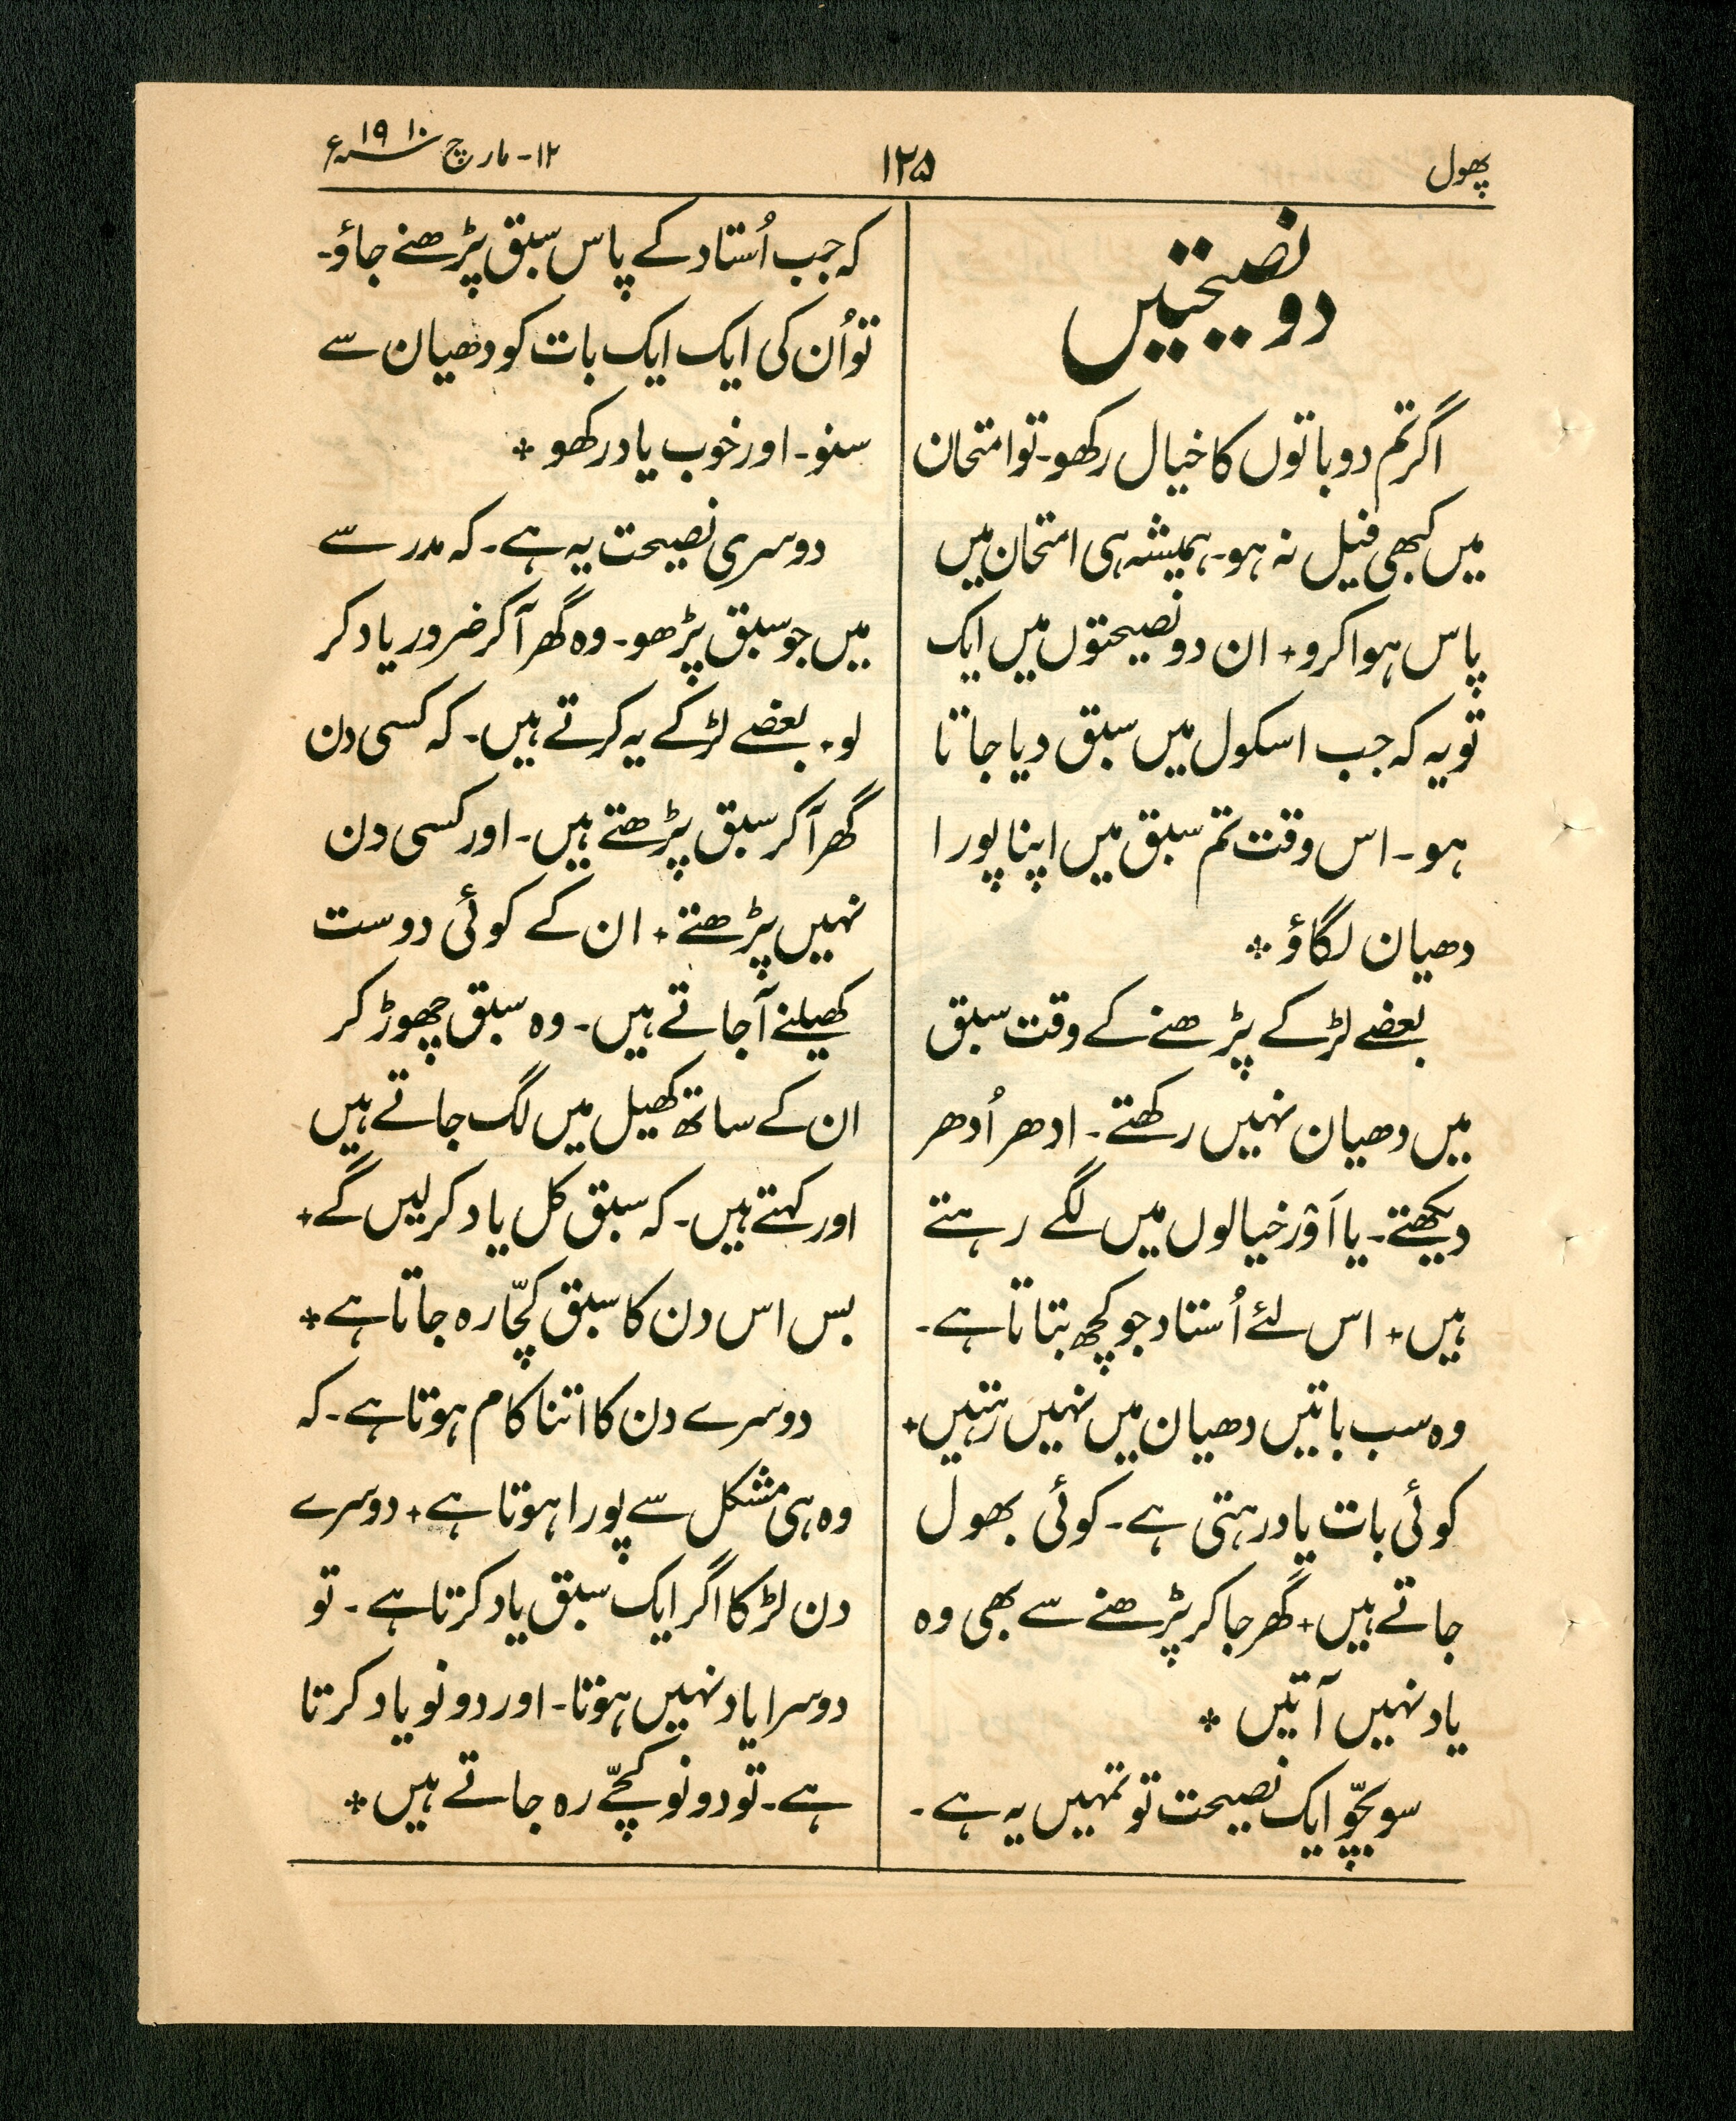 پھول
۱۲۵
۱۲۔ مارچ سنہ ۱۹۱۰ء
دو نصیحتیں
اگر تم دو باتوں کا خیال رکھو۔ تو امتحان
میں کبھی فیل نہ ہو۔ ہمیشہ ہی امتحان میں
پاس ہوا کرو٭ ان دو نصیحتوں میں ایک
تو یہ کہ جب اسکول میں سبق دیا جاتا
ہو۔ اس وقت تم سبق میں اپنا پورا
دھیان لگاؤ ٭
بعضے لڑکے پڑھنے کے وقت سبق
میں دھیان نہیں رکھتے۔ ادھر اُدھر
دیکھتے۔ یا اَوْر خیالوں میں لگے رہتے
ہیں٭ اس لئے اُستاد جو کچھ بتاتا ہے۔
وہ سب باتیں دھیان میں نہیں رہتیں٭
کوئی بات یاد رہتی ہے۔ کوئی بھول
جاتے ہیں٭ گھر جا کر پڑھنے سے بھی وہ
یاد نہیں آتیں ٭
سو بچّو ایک نصیحت تو تمہیں یہ ہے۔
کہ جب اُستاد کے پاس سبق پڑھنے جاؤ۔
تو اُن کی ایک ایک بات کو دھیان سے
سنو۔ اور خوب یاد رکھو ٭
دوسری نصیحت یہ ہے۔ کہ مدرسے
میں جو سبق پڑھو۔ وہ گھر آ کر ضرور یاد کر
لو٭ بعضے لڑکے یہ کرتے ہیں۔ کہ کسی دن
گھر آ کر سبق پڑھتے ہیں۔ اور کسی دن
نہیں پڑھتے٭ ان کے کوئی دوست
کھیلنے آ جاتے ہیں۔ وہ سبق چھوڑ کر
ان کے ساتھ کھیل میں لگ جاتے ہیں
اور کہتے ہیں۔ کہ سبق کل یاد کر لیں گے٭
بس اس دن کا سبق کچّا رہ جاتا ہے٭
دوسرے دن کا اتنا کام ہوتا ہے۔ کہ
وہ ہی مشکل سے پورا ہوتا ہے٭ دوسرے
دن لڑکا اگر ایک سبق یاد کرتا ہے۔ تو
دوسرا یاد نہیں ہوتا۔ اور دونو یاد کرتا
ہے۔ تو دونو کچّے رہ جاتے ہیں٭